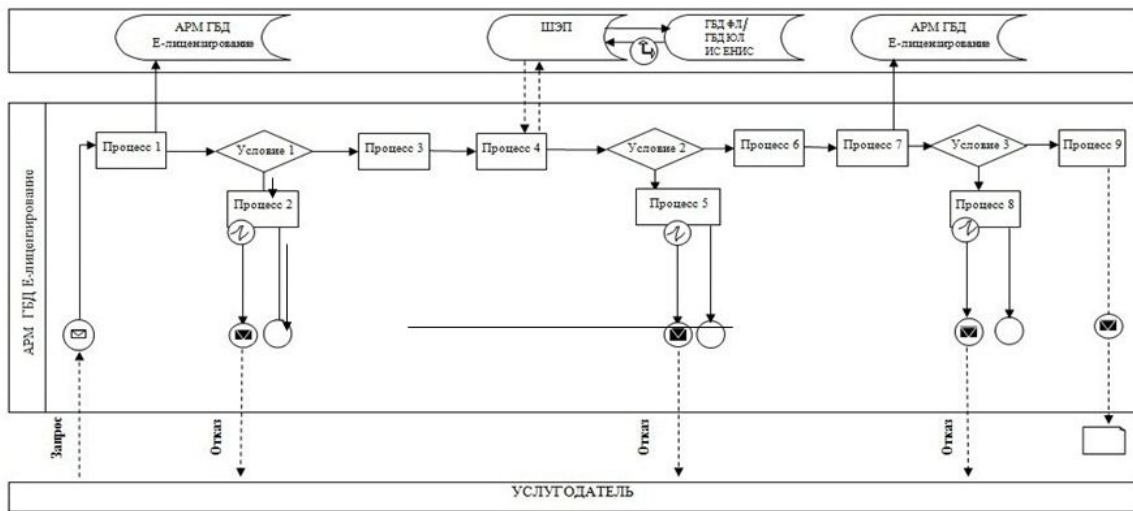 АРМ ГБД
Е-лицензирование
ШЭП
ГБД ФЛ/
ГБД ЮЛ
ИС ЕНИС
АРМ ГБД
Е-лицензирование
АРМ ГБД Е-лицензирование
Процесс 1
Условие 1
Процесс 3
Процесс 4
Условие 2
Процесс 6
Процесс 7
Условие 3
Процесс 9
Процесс 2
Процесс 5
Процесс 8
Запрос
Отказ
Отказ
Отказ
УСЛУГОДАТЕЛЬ